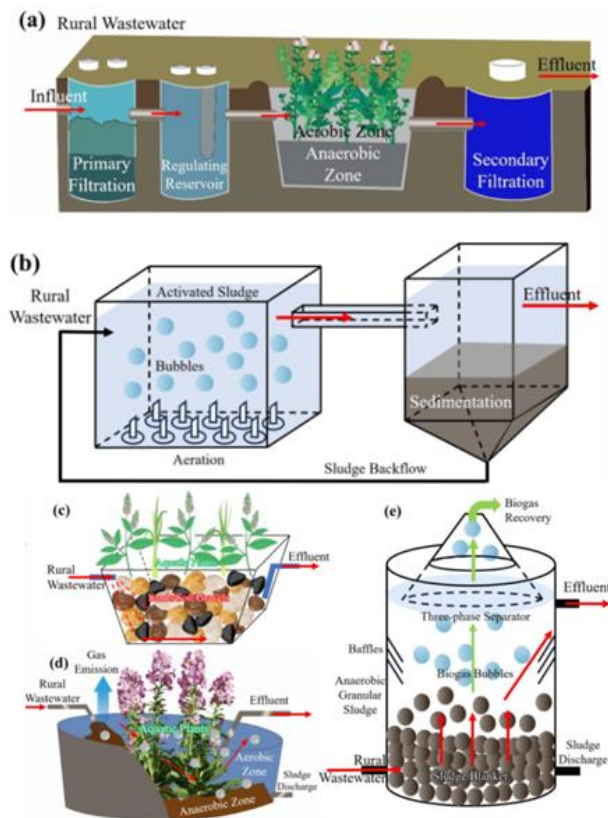 (a)
Rural Wastewater
Influent
Effluent
Primary
Filtration
Regulating
Reservoir
Aerobic Zone
Anaerobic
Zone
Secondary
Filtration
(b)
Rural
Wastewater
Activated Sludge
Bubbles
Aeration
Effluent
Sedimentation
Sludge Backflow
(c)
Rural
Wastewater
Aquatic Plants
Effluent
(d)
Gas
Emission
Rural
Wastewater
Aquatic Plants
Effluent
Aerobic
Zone
Anaerobic Zone
Sludge
Discharge
(e)
Biogas
Recovery
Effluent
Three-phase Separator
Baffles
Biogas Bubbles
Anaerobic
Granular
Sludge
Rural
Wastewater
Sludge Blanket
Sludge
Discharge